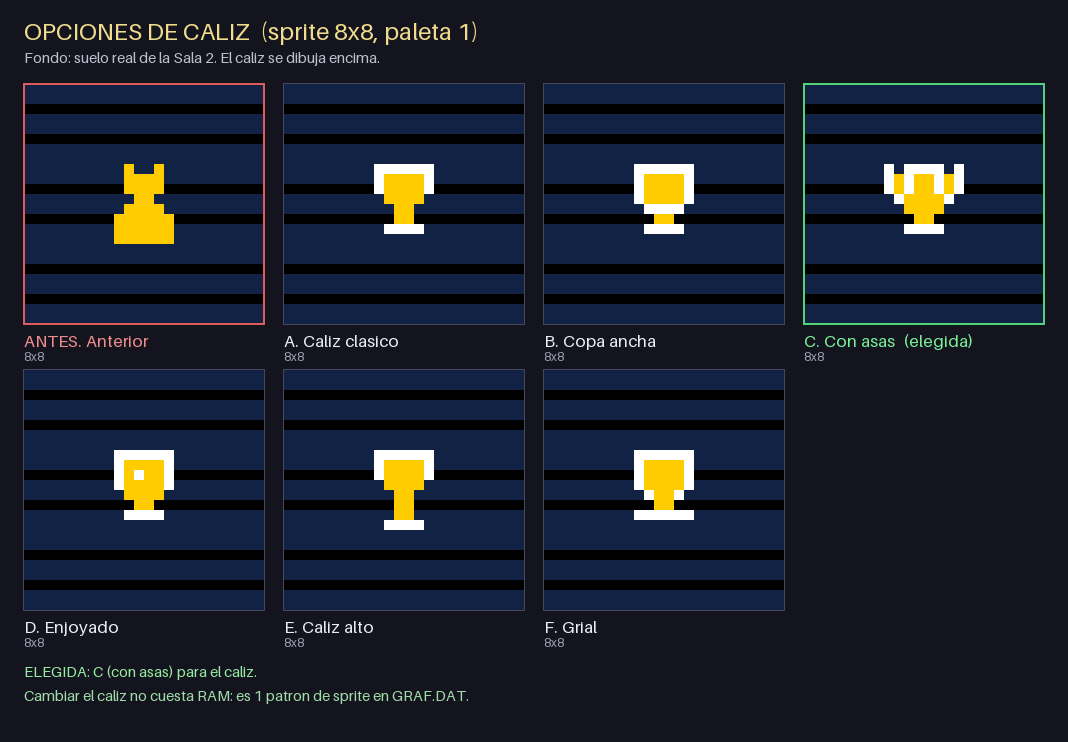 OPCIONES DE CALIZ  (sprite 8x8, paleta 1)
Fondo: suelo real de la Sala 2. El caliz se dibuja encima.
ANTES. Anterior
8x8
A. Caliz clasico
8x8
B. Copa ancha
8x8
C. Con asas  (elegida)
8x8
D. Enjoyado
8x8
E. Caliz alto
8x8
F. Grial
8x8
ELEGIDA: C (con asas) para el caliz.
Cambiar el caliz no cuesta RAM: es 1 patron de sprite en GRAF.DAT.